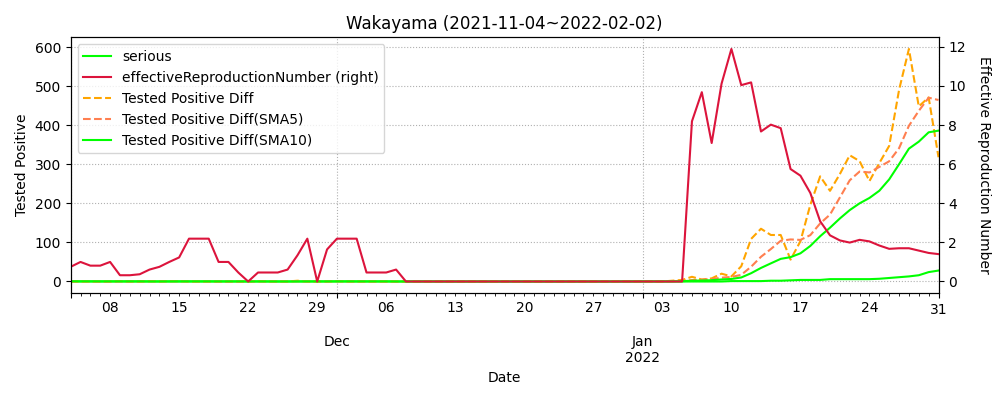 Wakayama (2021-11-04~2022-02-02)
serious
effectiveReproductionNumber (right)
Tested Positive Diff
Tested Positive Diff(SMA5)
Tested Positive Diff(SMA10)
Tested Positive
600
500
400
300
200
100
0
12
10
8
6
4
2
0
Effective Reproduction Number
08 15 22 29 06 13 20 27 03 10 17 24 31
Dec Jan
2022
Date